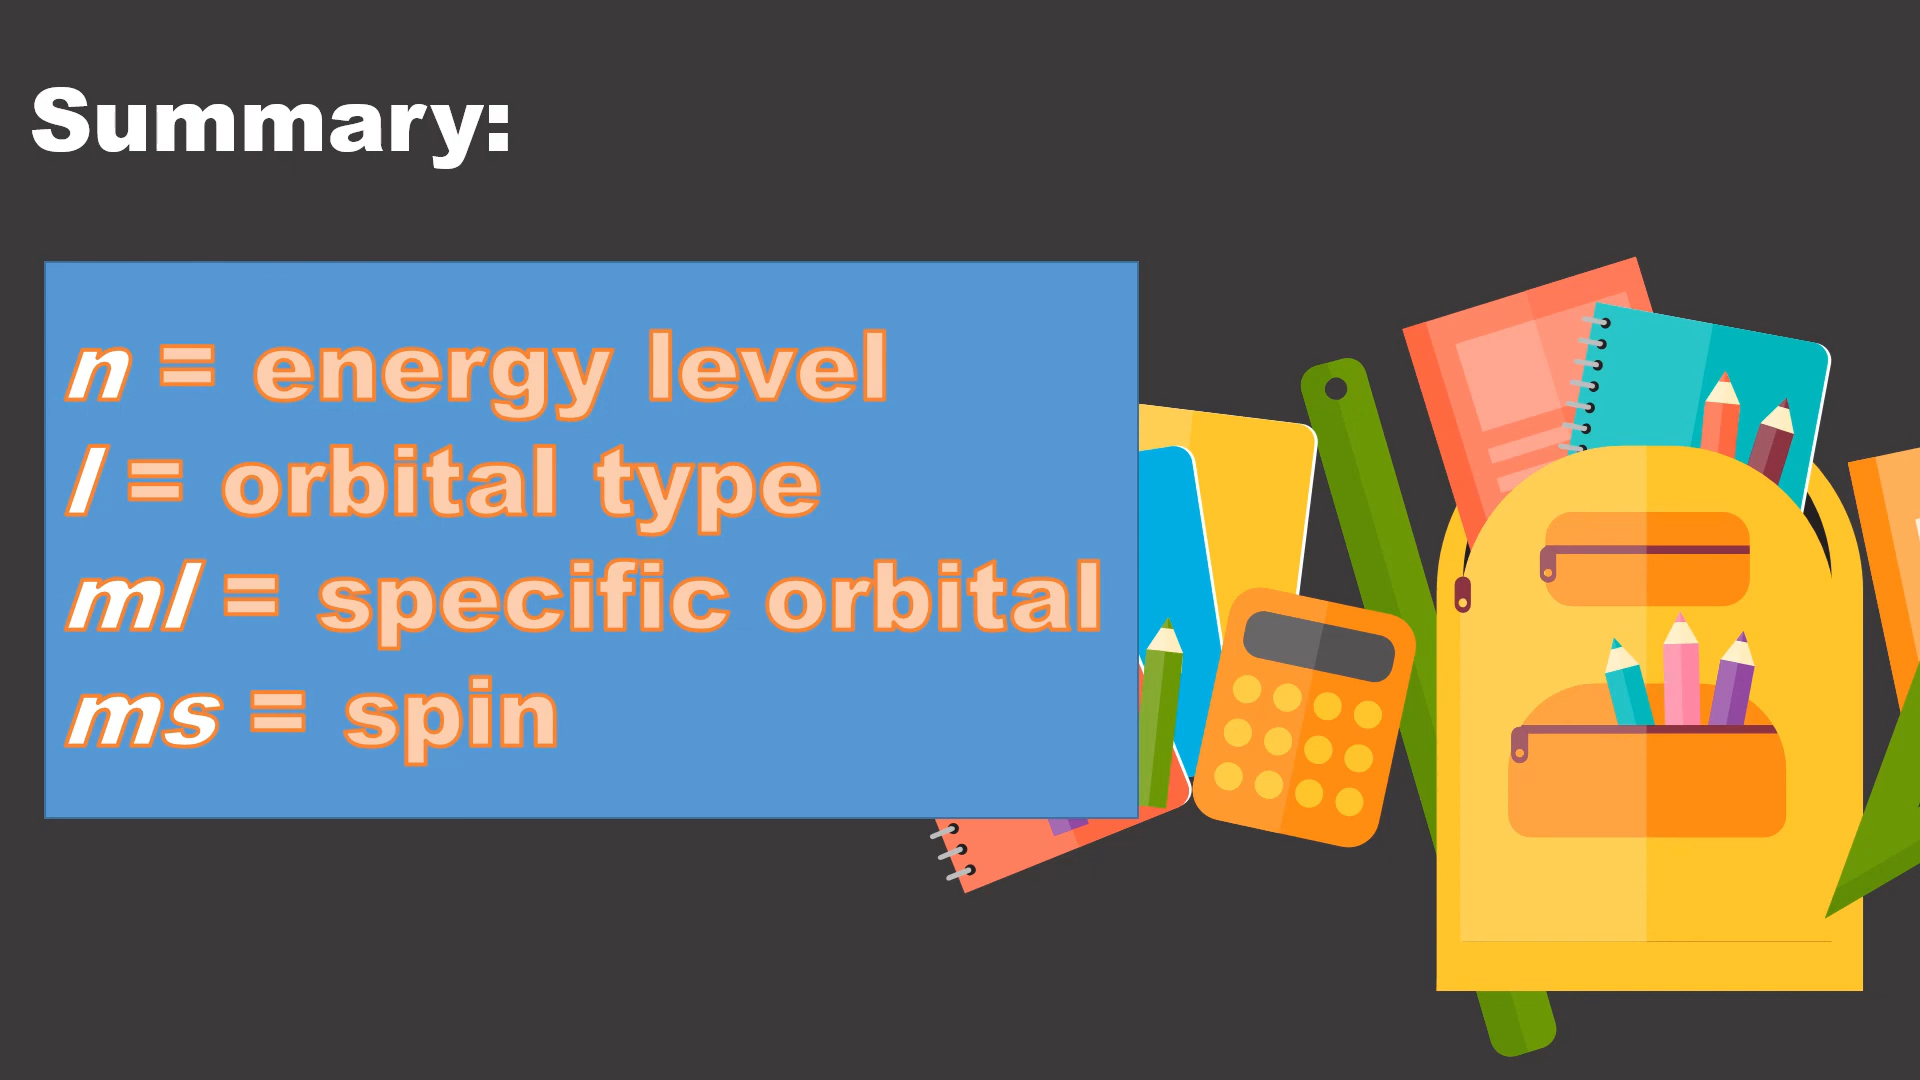 Summary:
n = energy level
l = orbital type
ml = specific orbital
ms = spin